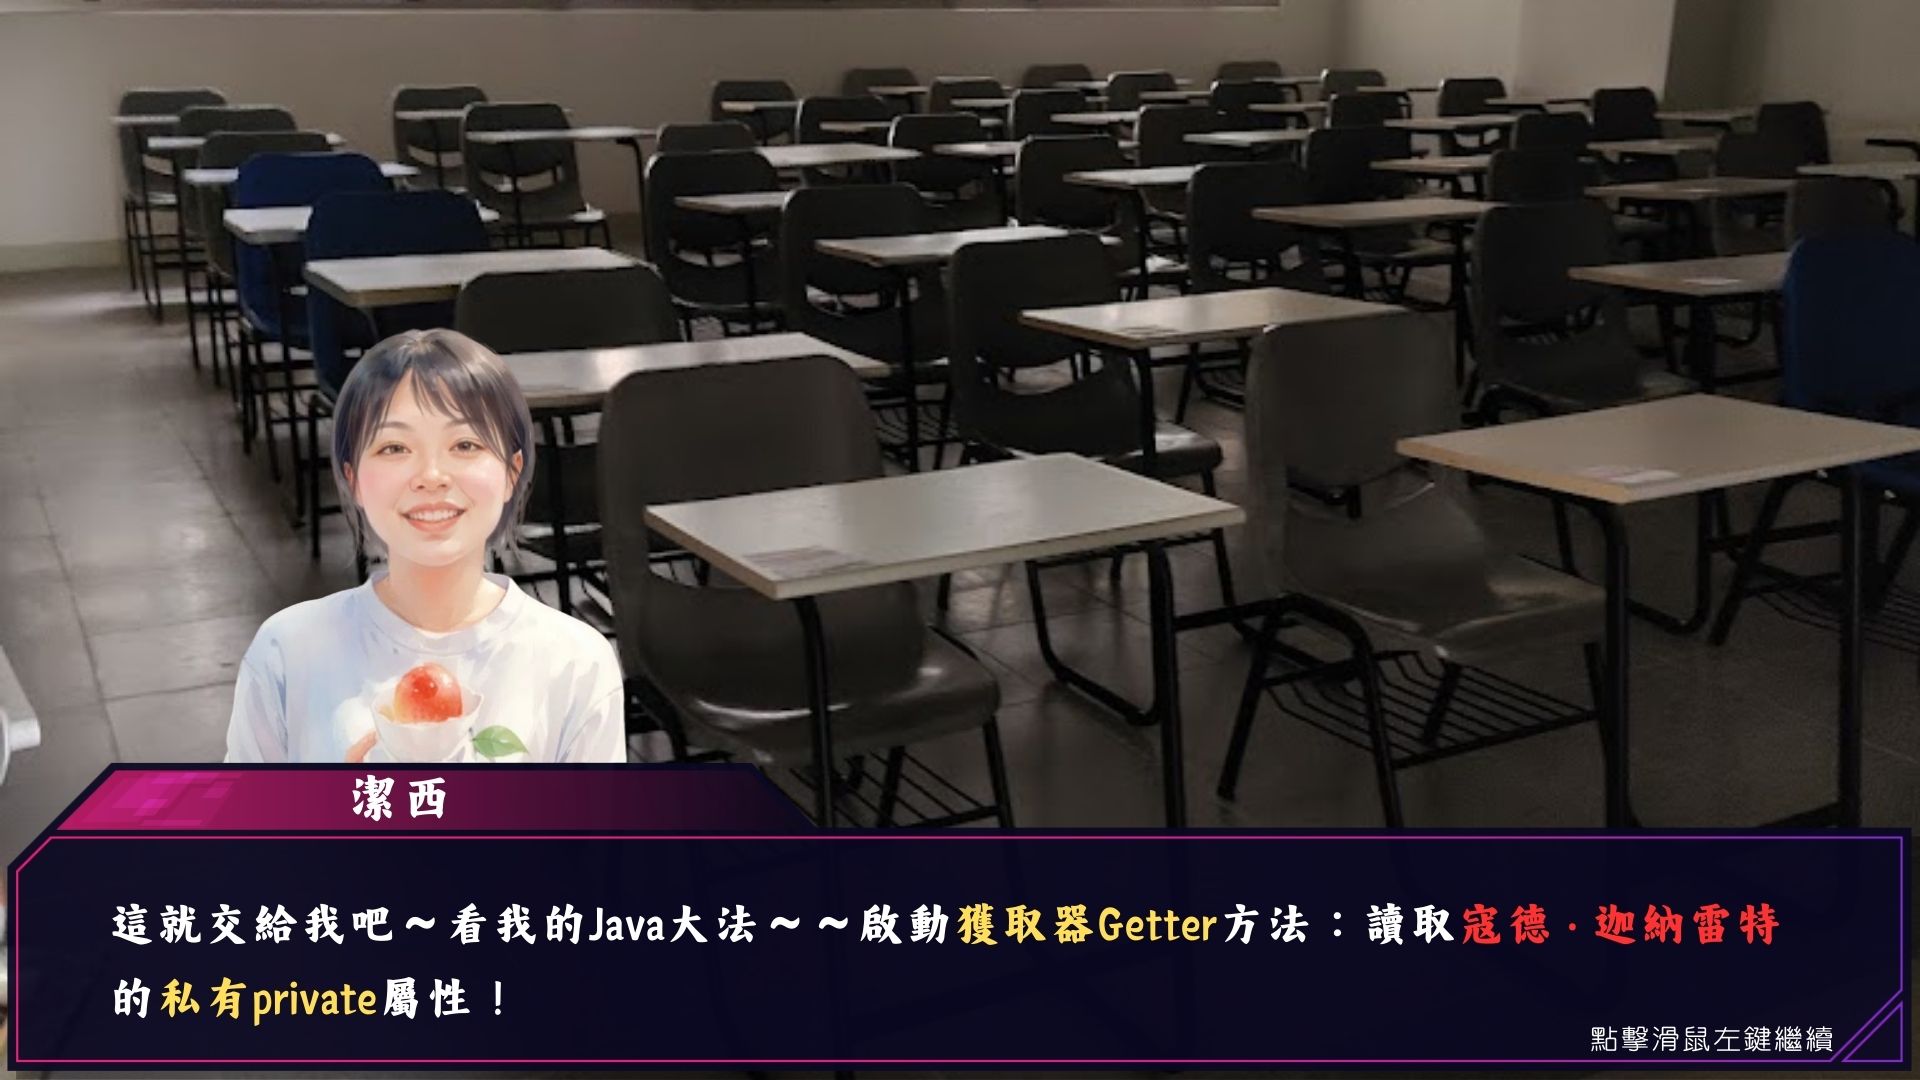 潔西
這就交給我吧～看我的Java大法～～啟動獲取器Getter方法：讀取寇德·迦納雷特
的私有private屬性！
點擊滑鼠左鍵繼續